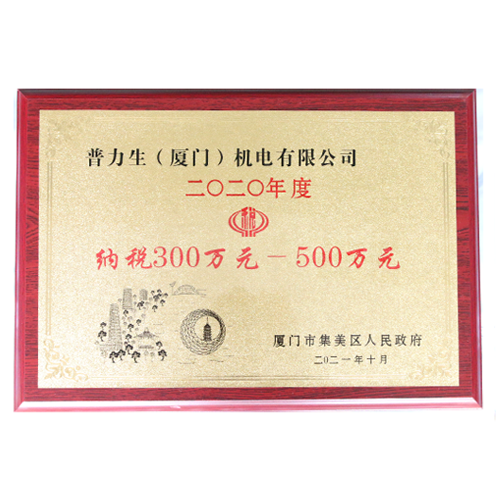 普力生（厦门）机电有限公司
二〇二〇年度
税
纳税300万元－500万元
厦门市集美区人民政府
二〇二一年十月